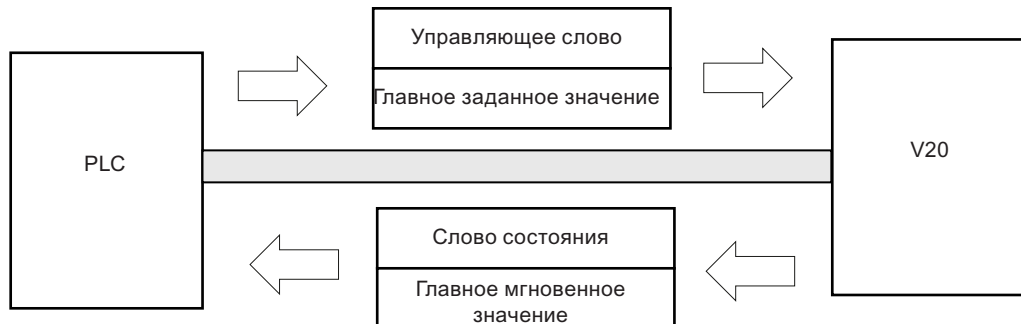 Управляющее слово
Главное заданное значение
PLC
V20
Слово состояния
Главное мгновенное
значение